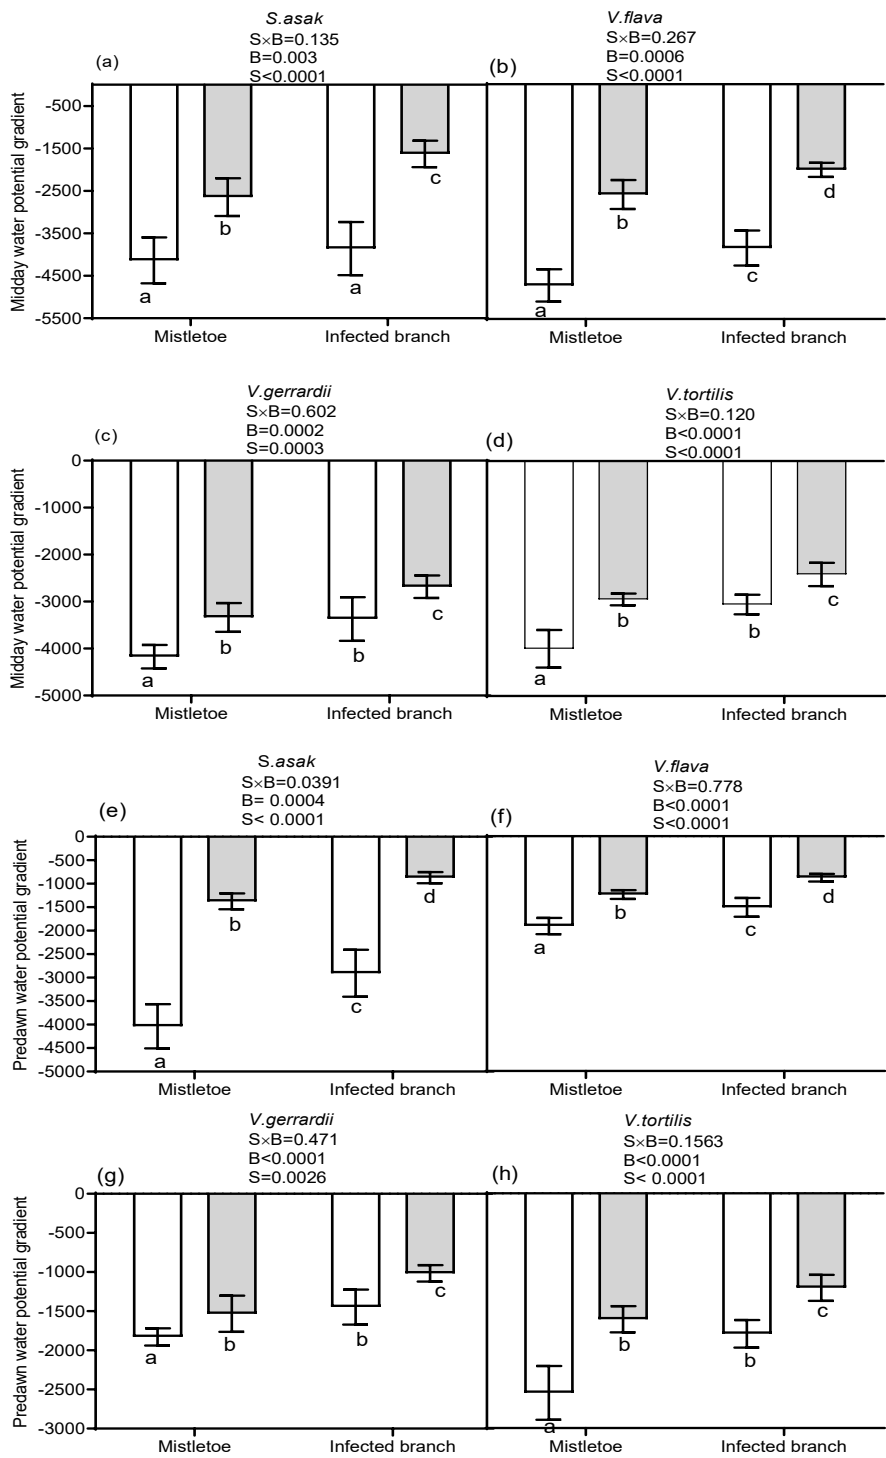 S.asak
S×B=0.135
B=0.003
S<0.0001
(a)
V.flava
S×B=0.267
B=0.0006
S<0.0001
(b)
Midday water potential gradient
-500
-1500
-2500
-3500
-4500
-5500
a
b
a
c
a
b
c
d
Mistletoe
Infected branch
Mistletoe
Infected branch
V.gerrardii
S×B=0.602
B=0.0002
S=0.0003
(c)
V.tortilis
S×B=0.120
B<0.0001
S<0.0001
(d)
Midday water potential gradient
0
-1000
-2000
-3000
-4000
-5000
a
b
b
c
a
b
b
c
Mistletoe
Infected branch
Mistletoe
Infected branch
S.asak
S×B=0.0391
B= 0.0004
S< 0.0001
(e)
V.flava
S×B=0.778
B<0.0001
S<0.0001
(f)
Predawn water potential gradient
0
-500
-1000
-1500
-2000
-2500
-3000
-3500
-4000
-4500
-5000
a
b
c
d
a
b
c
d
Mistletoe
Infected branch
Mistletoe
Infected branch
V.gerrardii
S×B=0.471
B<0.0001
S=0.0026
(g)
V.tortilis
S×B=0.1563
B<0.0001
S< 0.0001
(h)
Predawn water potential gradient
0
-500
-1000
-1500
-2000
-2500
-3000
a
b
b
c
a
b
b
c
Mistletoe
Infected branch
Mistletoe
Infected branch